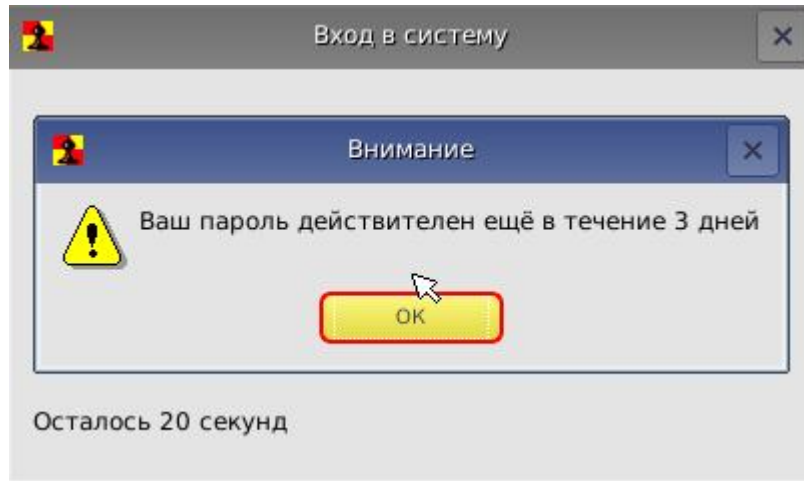 Вход в систему
Внимание
Ваш пароль действителен ещё в течение 3 дней
OK
Осталось 20 секунд